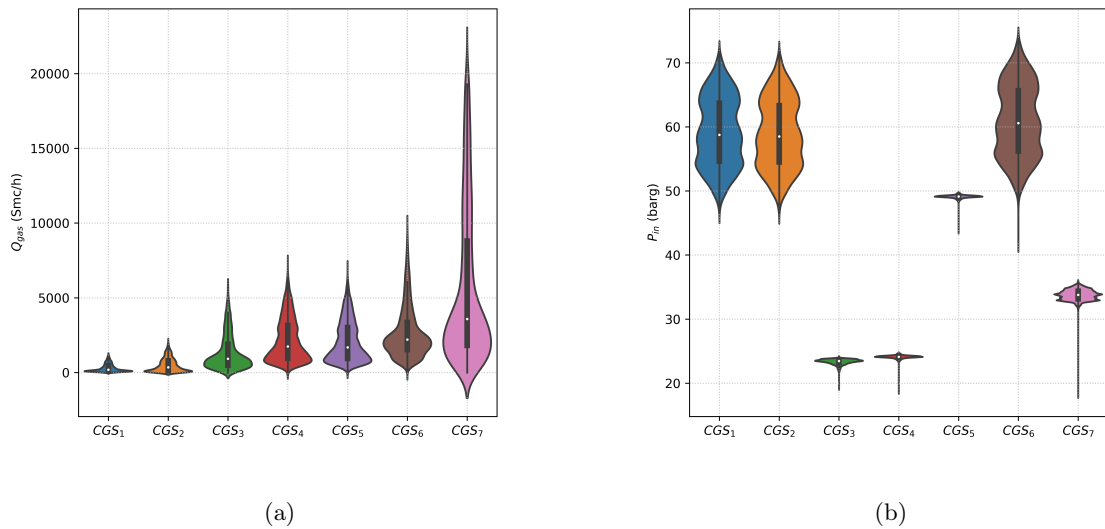 20000
15000
10000
5000
0
Q_gas (Smc/h)
CGS_1 CGS_2 CGS_3 CGS_4 CGS_5 CGS_6 CGS_7
(a)
70
60
50
40
30
20
P_in (barg)
CGS_1 CGS_2 CGS_3 CGS_4 CGS_5 CGS_6 CGS_7
(b)